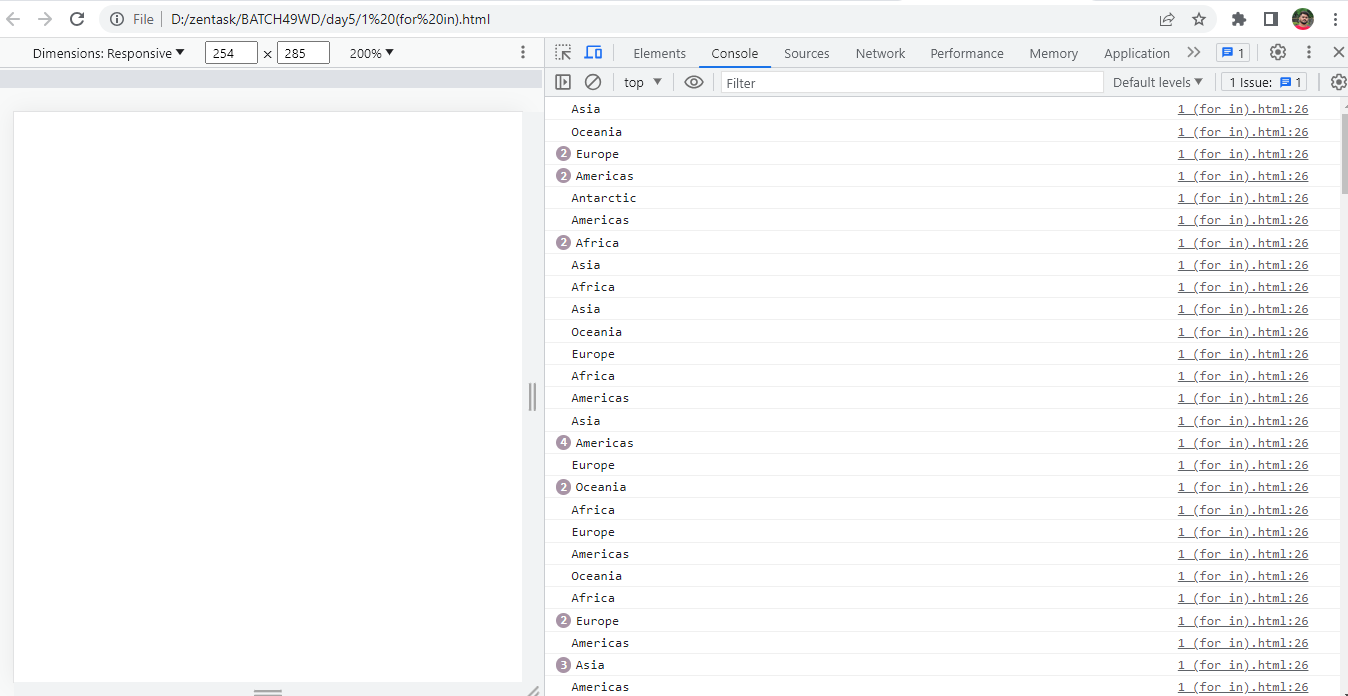 File D:/zentask/BATCH49WD/day5/1%20(for%20in).html
Dimensions: Responsive 254 x 285 200%
Elements Console Sources Network Performance Memory Application 1
top Filter Default levels 1 Issue: 1
Asia 1 (for in).html:26
Oceania 1 (for in).html:26
2 Europe 1 (for in).html:26
2 Americas 1 (for in).html:26
Antarctic 1 (for in).html:26
Americas 1 (for in).html:26
2 Africa 1 (for in).html:26
Asia 1 (for in).html:26
Africa 1 (for in).html:26
Asia 1 (for in).html:26
Oceania 1 (for in).html:26
Europe 1 (for in).html:26
Africa 1 (for in).html:26
Americas 1 (for in).html:26
Asia 1 (for in).html:26
4 Americas 1 (for in).html:26
Europe 1 (for in).html:26
2 Oceania 1 (for in).html:26
Africa 1 (for in).html:26
Europe 1 (for in).html:26
Americas 1 (for in).html:26
Oceania 1 (for in).html:26
Africa 1 (for in).html:26
2 Europe 1 (for in).html:26
Americas 1 (for in).html:26
3 Asia 1 (for in).html:26
Americas 1 (for in).html:26